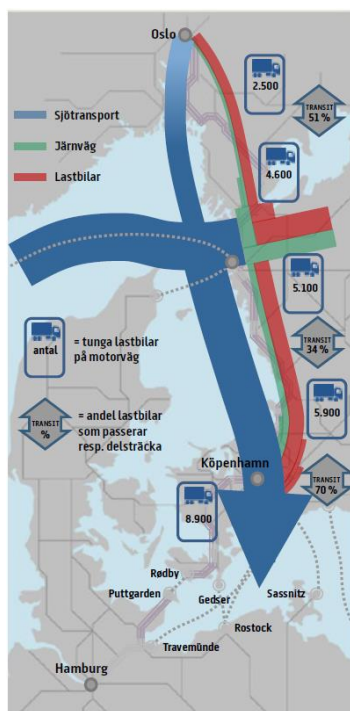 Oslo
2.500
TRANSIT
51 %
Sjötransport
Järnväg
Lastbilar
4.600
5.100
antal
= tunga lastbilar
på motorväg
TRANSIT
34 %
TRANSIT
%
= andel lastbilar
som passerar
resp. delsträcka
5.900
Köpenhamn
TRANSIT
70 %
8.900
Rødby
Puttgarden
Gedser
Sassnitz
Rostock
Travemünde
Hamburg